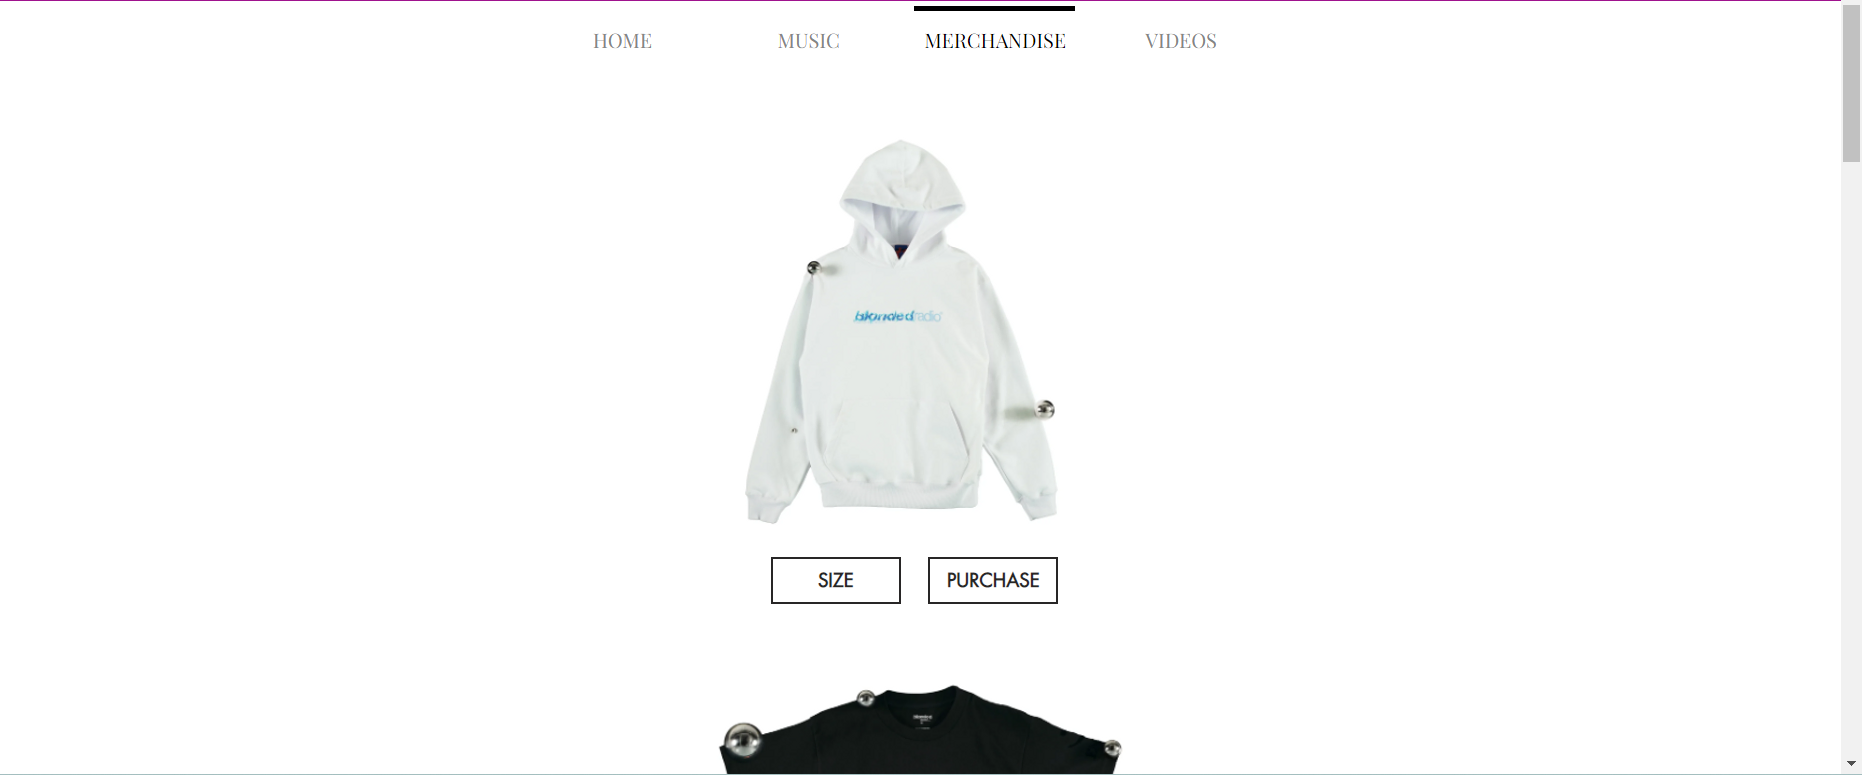 HOME MUSIC MERCHANDISE VIDEOS
blonded radio
SIZE PURCHASE